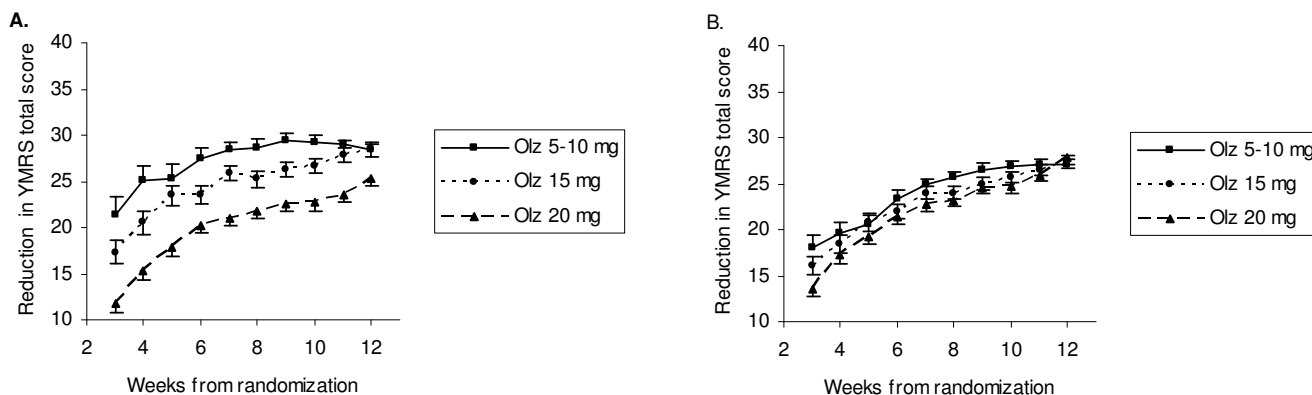 A.
Reduction in YMRS total score
40
35
30
25
20
15
10
2 4 6 8 10 12
Weeks from randomization
Olz 5-10 mg
Olz 15 mg
Olz 20 mg
B.
Reduction in YMRS total score
40
35
30
25
20
15
10
2 4 6 8 10 12
Weeks from randomization
Olz 5-10 mg
Olz 15 mg
Olz 20 mg